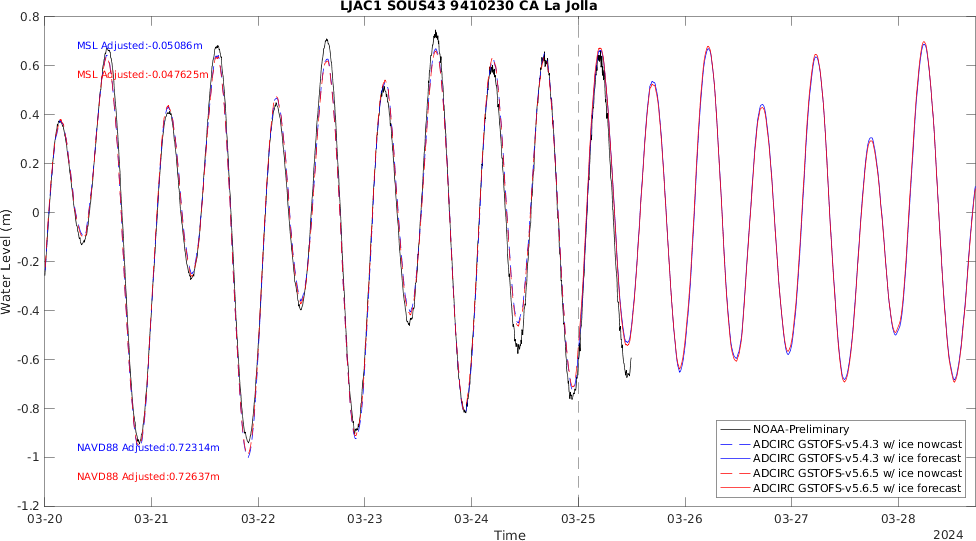 LJAC1 SOUS43 9410230 CA La Jolla
0.8
MSL Adjusted:-0.05086m
0.6
MSL Adjusted:-0.047625m
0.4
0.2
0
-0.2
-0.4
-0.6
-0.8
-1
-1.2
Water Level (m)
NAVD88 Adjusted:0.72314m
NAVD88 Adjusted:0.72637m
NOAA-Preliminary
ADCIRC GSTOFS-v5.4.3 w/ ice nowcast
ADCIRC GSTOFS-v5.4.3 w/ ice forecast
ADCIRC GSTOFS-v5.6.5 w/ ice nowcast
ADCIRC GSTOFS-v5.6.5 w/ ice forecast
03-20 03-21 03-22 03-23 03-24 03-25 03-26 03-27 03-28
Time
2024